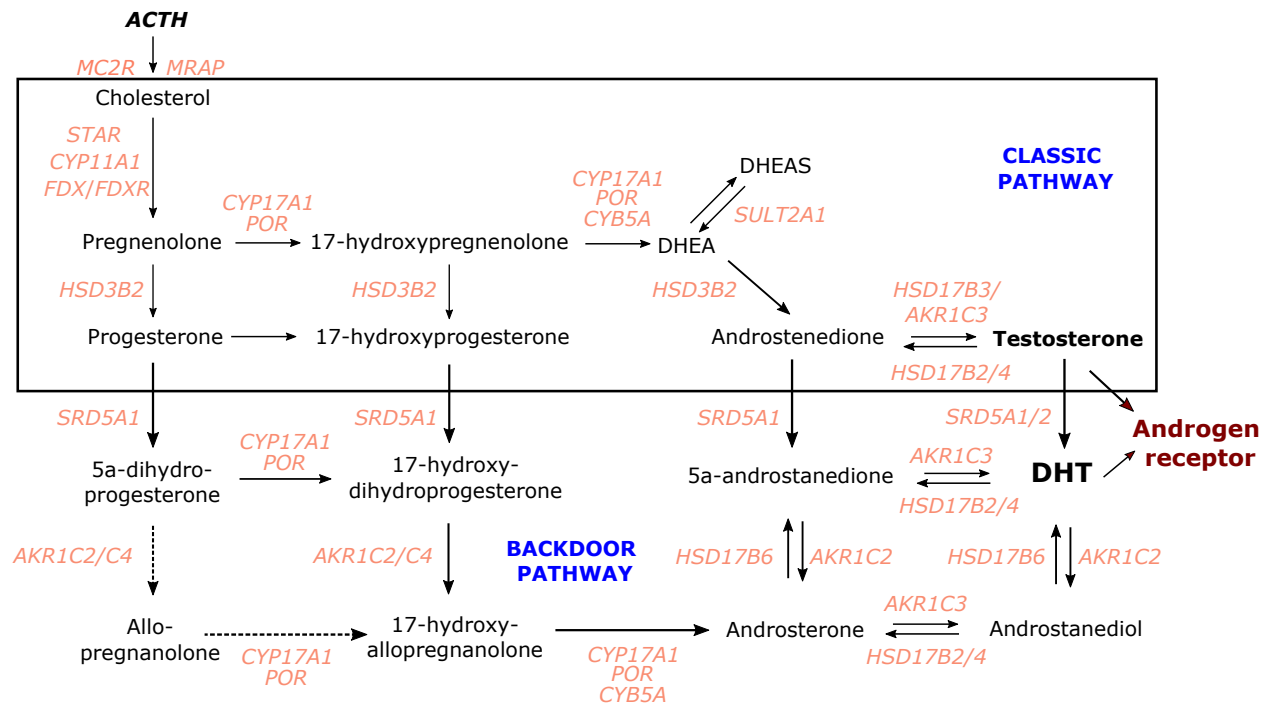 ACTH
MC2R MRAP
Cholesterol
STAR
CYP11A1
FDX/FDXR
CYP17A1
POR
CYP17A1
POR
CYB5A
DHEAS
SULT2A1
CLASSIC
PATHWAY
Pregnenolone
17-hydroxypregnenolone
DHEA
HSD3B2
HSD3B2
HSD3B2
HSD17B3/
AKR1C3
Progesterone
17-hydroxyprogesterone
Androstenedione
Testosterone
HSD17B2/4
SRD5A1
SRD5A1
SRD5A1
SRD5A1/2
Androgen
receptor
CYP17A1
POR
5a-dihydro-
progesterone
17-hydroxy-
dihydroprogesterone
5a-androstanedione
AKR1C3
DHT
HSD17B2/4
AKR1C2/C4
AKR1C2/C4
BACKDOOR
PATHWAY
HSD17B6
AKR1C2
HSD17B6
AKR1C2
Allo-
pregnanolone
CYP17A1
POR
17-hydroxy-
allopregnanolone
CYP17A1
POR
CYB5A
Androsterone
AKR1C3
HSD17B2/4
Androstanediol